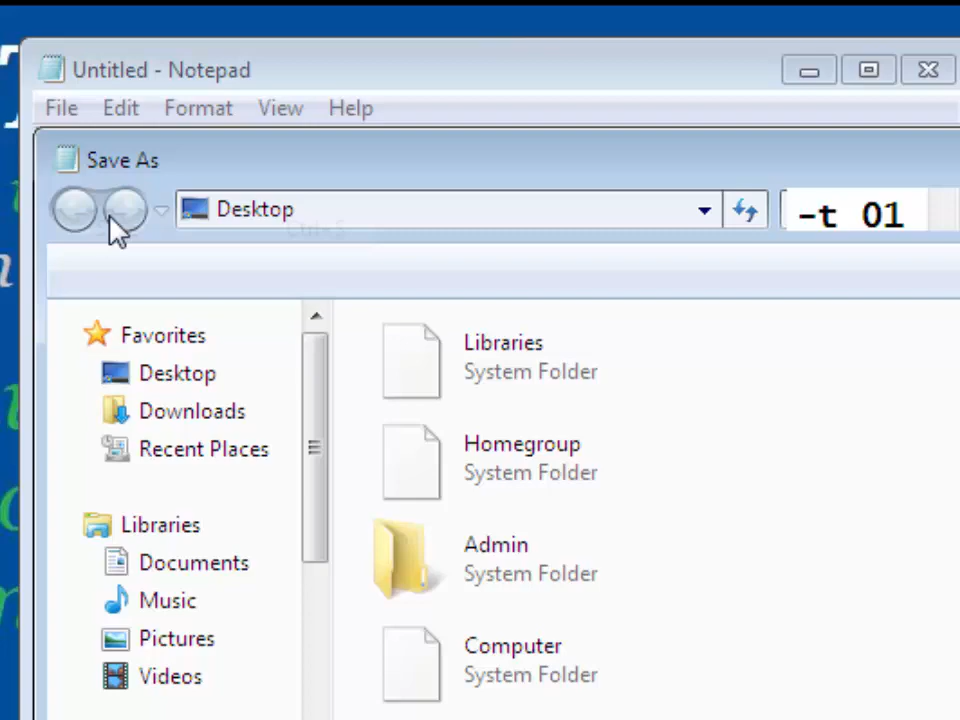 Untitled - Notepad
File Edit Format View Help
Save As
Desktop
-t 01
Ctrl+S
Favorites
Desktop
Downloads
Recent Places
Libraries
Documents
Music
Pictures
Videos
Libraries
System Folder
Homegroup
System Folder
Admin
System Folder
Computer
System Folder